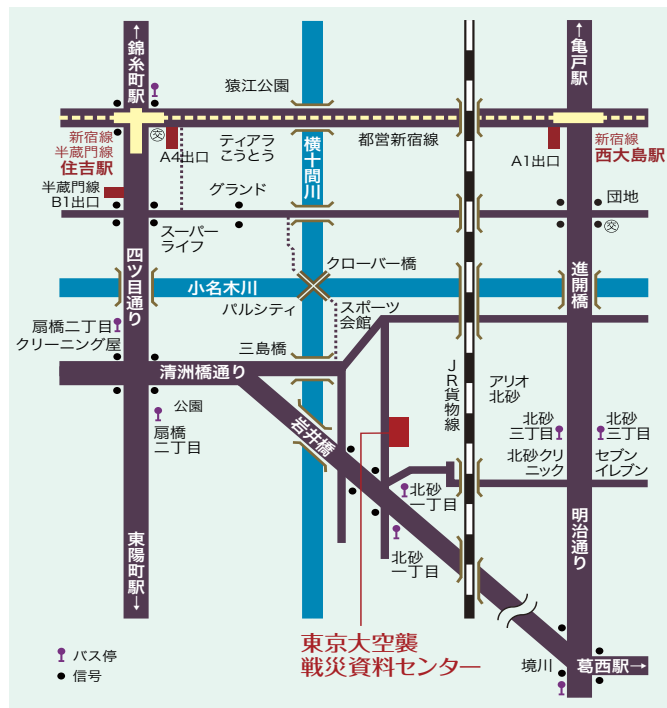 ↑錦糸町駅
↑亀戸駅
猿江公園
新宿線
半蔵門線
住吉駅
交
A4出口
ティアラ
こうとう
都営新宿線
横十間川
A1出口
新宿線
西大島駅
半蔵門線
B1出口
グランド
団地
交
スーパー
ライフ
四ツ目通り
クローバー橋
進開橋
小名木川
パルシティ
スポーツ
会館
扇橋二丁目
クリーニング屋
三島橋
清洲橋通り
JR貨物線
アリオ
北砂
公園
扇橋
二丁目
岩井橋
北砂
三丁目
北砂
三丁目
北砂クリ
ニック
セブン
イレブン
北砂
一丁目
明治通り
東陽町駅→
北砂
一丁目
東京大空襲
戦災資料センター
バス停
信号
境川
葛西駅→